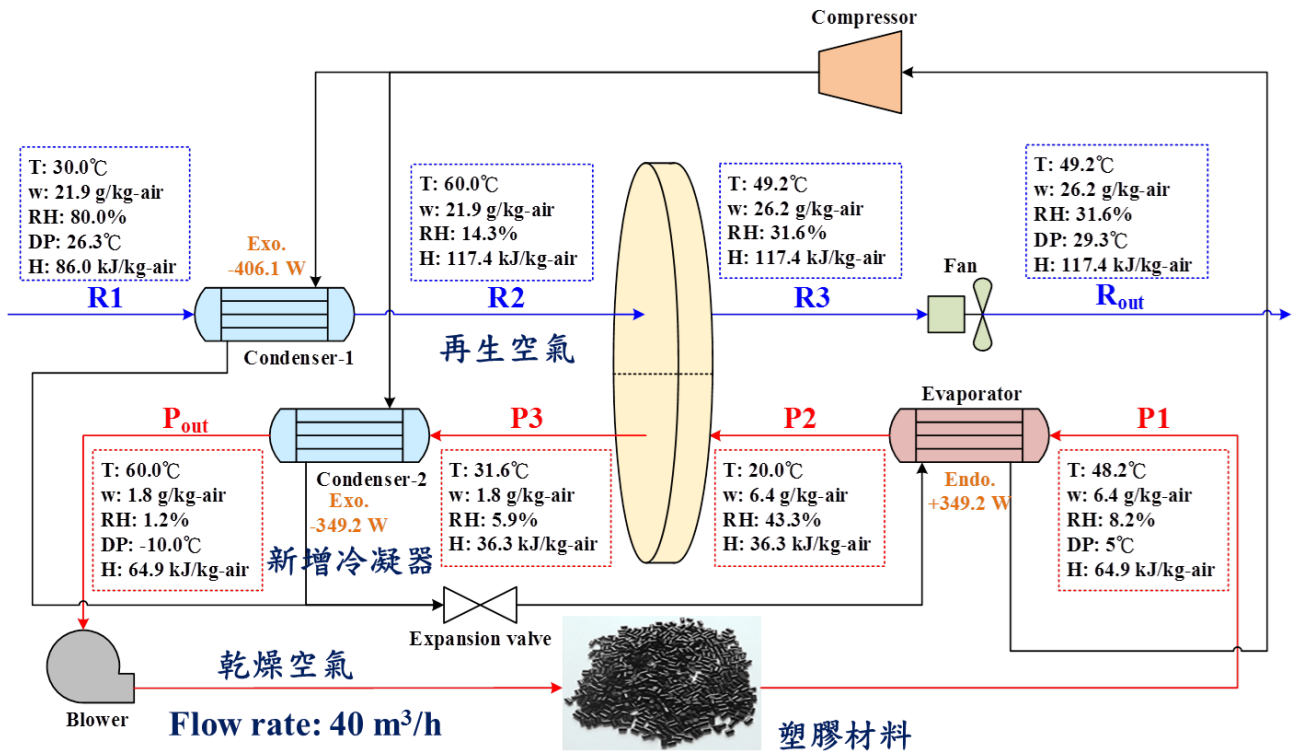 Compressor
T: 30.0℃
w: 21.9 g/kg-air
RH: 80.0%
DP: 26.3℃
H: 86.0 kJ/kg-air
Exo.
-406.1 W
T: 60.0℃
w: 21.9 g/kg-air
RH: 14.3%
H: 117.4 kJ/kg-air
T: 49.2℃
w: 26.2 g/kg-air
RH: 31.6%
H: 117.4 kJ/kg-air
T: 49.2℃
w: 26.2 g/kg-air
RH: 31.6%
DP: 29.3℃
H: 117.4 kJ/kg-air
Fan
R1
R2
R3
Rout
Condenser-1
再生空氣
Evaporator
Pout
P3
P2
P1
Condenser-2
Exo.
-349.2 W
Endo.
+349.2 W
T: 60.0℃
w: 1.8 g/kg-air
RH: 1.2%
DP: -10.0℃
H: 64.9 kJ/kg-air
新增冷凝器
T: 31.6℃
w: 1.8 g/kg-air
RH: 5.9%
H: 36.3 kJ/kg-air
T: 20.0℃
w: 6.4 g/kg-air
RH: 43.3%
H: 36.3 kJ/kg-air
T: 48.2℃
w: 6.4 g/kg-air
RH: 8.2%
DP: 5℃
H: 64.9 kJ/kg-air
Expansion valve
乾燥空氣
Blower
Flow rate: 40 m³/h
塑膠材料